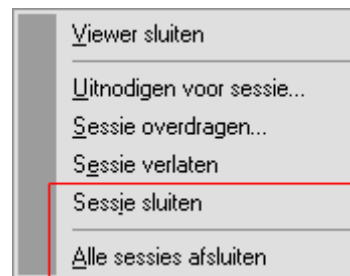 Viewer sluiten
Uitnodigen voor sessie...
Sessie overdragen...
Sessie verlaten
Sessie sluiten
Alle sessies afsluiten